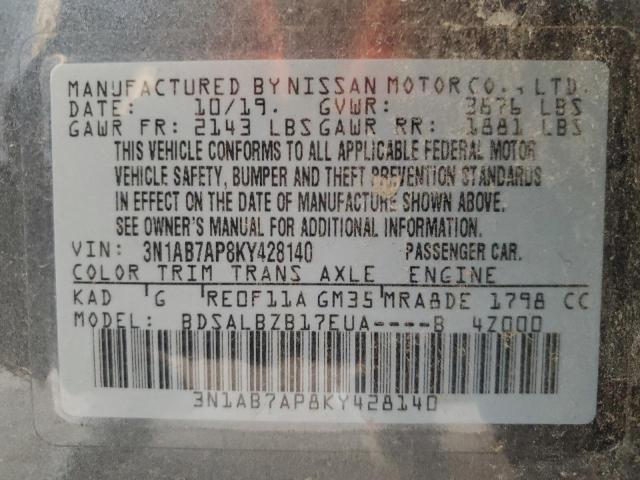 MANUFACTURED BY NISSAN MOTOR CO., LTD.
DATE: 10/19. GVWR: 3676 LBS
GAWR FR: 2143 LBS GAWR RR: 1881 LBS
THIS VEHICLE CONFORMS TO ALL APPLICABLE FEDERAL MOTOR
VEHICLE SAFETY, BUMPER AND THEFT PREVENTION STANDARDS
IN EFFECT ON THE DATE OF MANUFACTURE SHOWN ABOVE.
SEE OWNER'S MANUAL FOR ADDITIONAL INFORMATION.
VIN: 3N1AB7AP8KY428140 PASSENGER CAR.
COLOR TRIM TRANS AXLE ENGINE
KAD G RE0F11A GM35 MRA8DE 1798 CC
MODEL: BDSALBZB17EUA----B 4Z000
3N1AB7AP8KY428140